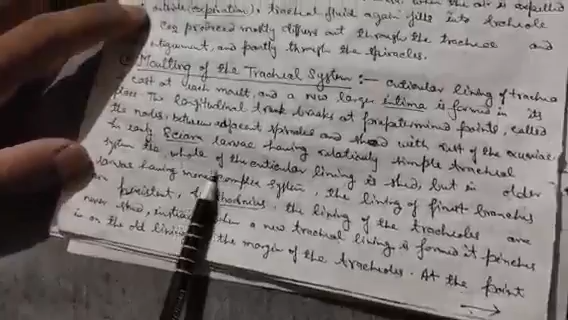 outside (expiration), tracheal fluid again fills into tracheole
CO2 produced mostly diffuses out through the tracheae and
integument, and partly through the spiracles.
Moulting of the Tracheal System :- cuticular lining of trachea
is cast at each moult, and a new larger intima is formed in its
place. The longitudinal trunk breaks at predetermined points, called
the nodes, between adjacent spiracles and shed with rest of the exuviae.
In early Sciara larvae having relatively simple tracheal
system the whole of the cuticular lining is shed, but in older
larvae having more complex system, the lining of finest branches
persistent, Rhodnius, the lining of the tracheoles are
never shed, when a new tracheal lining is formed it pinches
in on the old the margin of the tracheoles. At the point